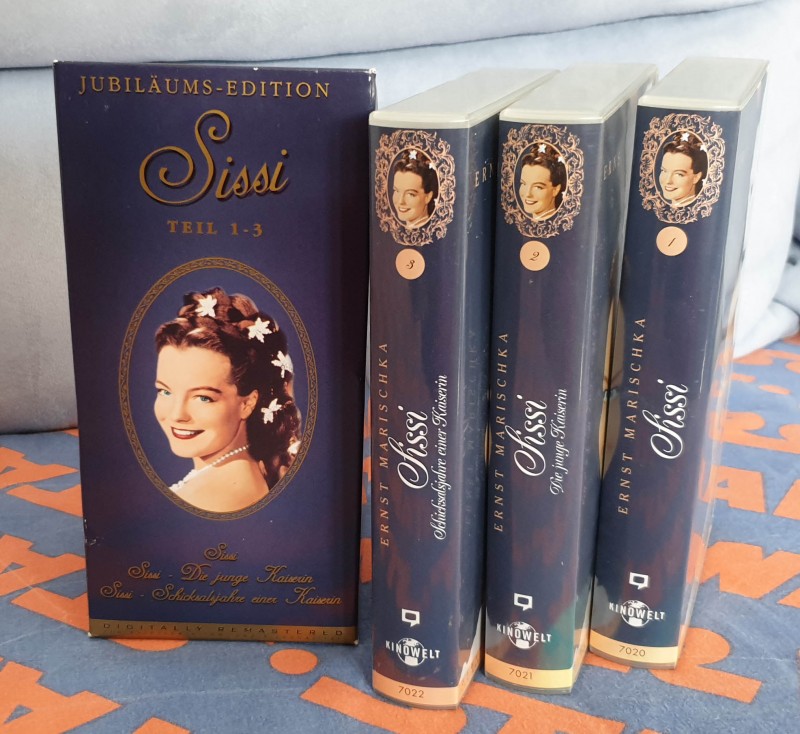 JUBILÄUMS-EDITION
Sissi
TEIL 1-3
Sissi
Sissi - Die junge Kaiserin
Sissi - Schicksalsjahre einer Kaiserin
DIGITALLY REMASTERED
3
ERNST MARISCHKA
Sissi
Schicksalsjahre einer Kaiserin
KINOWELT
7022
2
ERNST MARISCHKA
Sissi
Die junge Kaiserin
KINOWELT
7021
1
ERNST MARISCHKA
Sissi
KINOWELT
7020